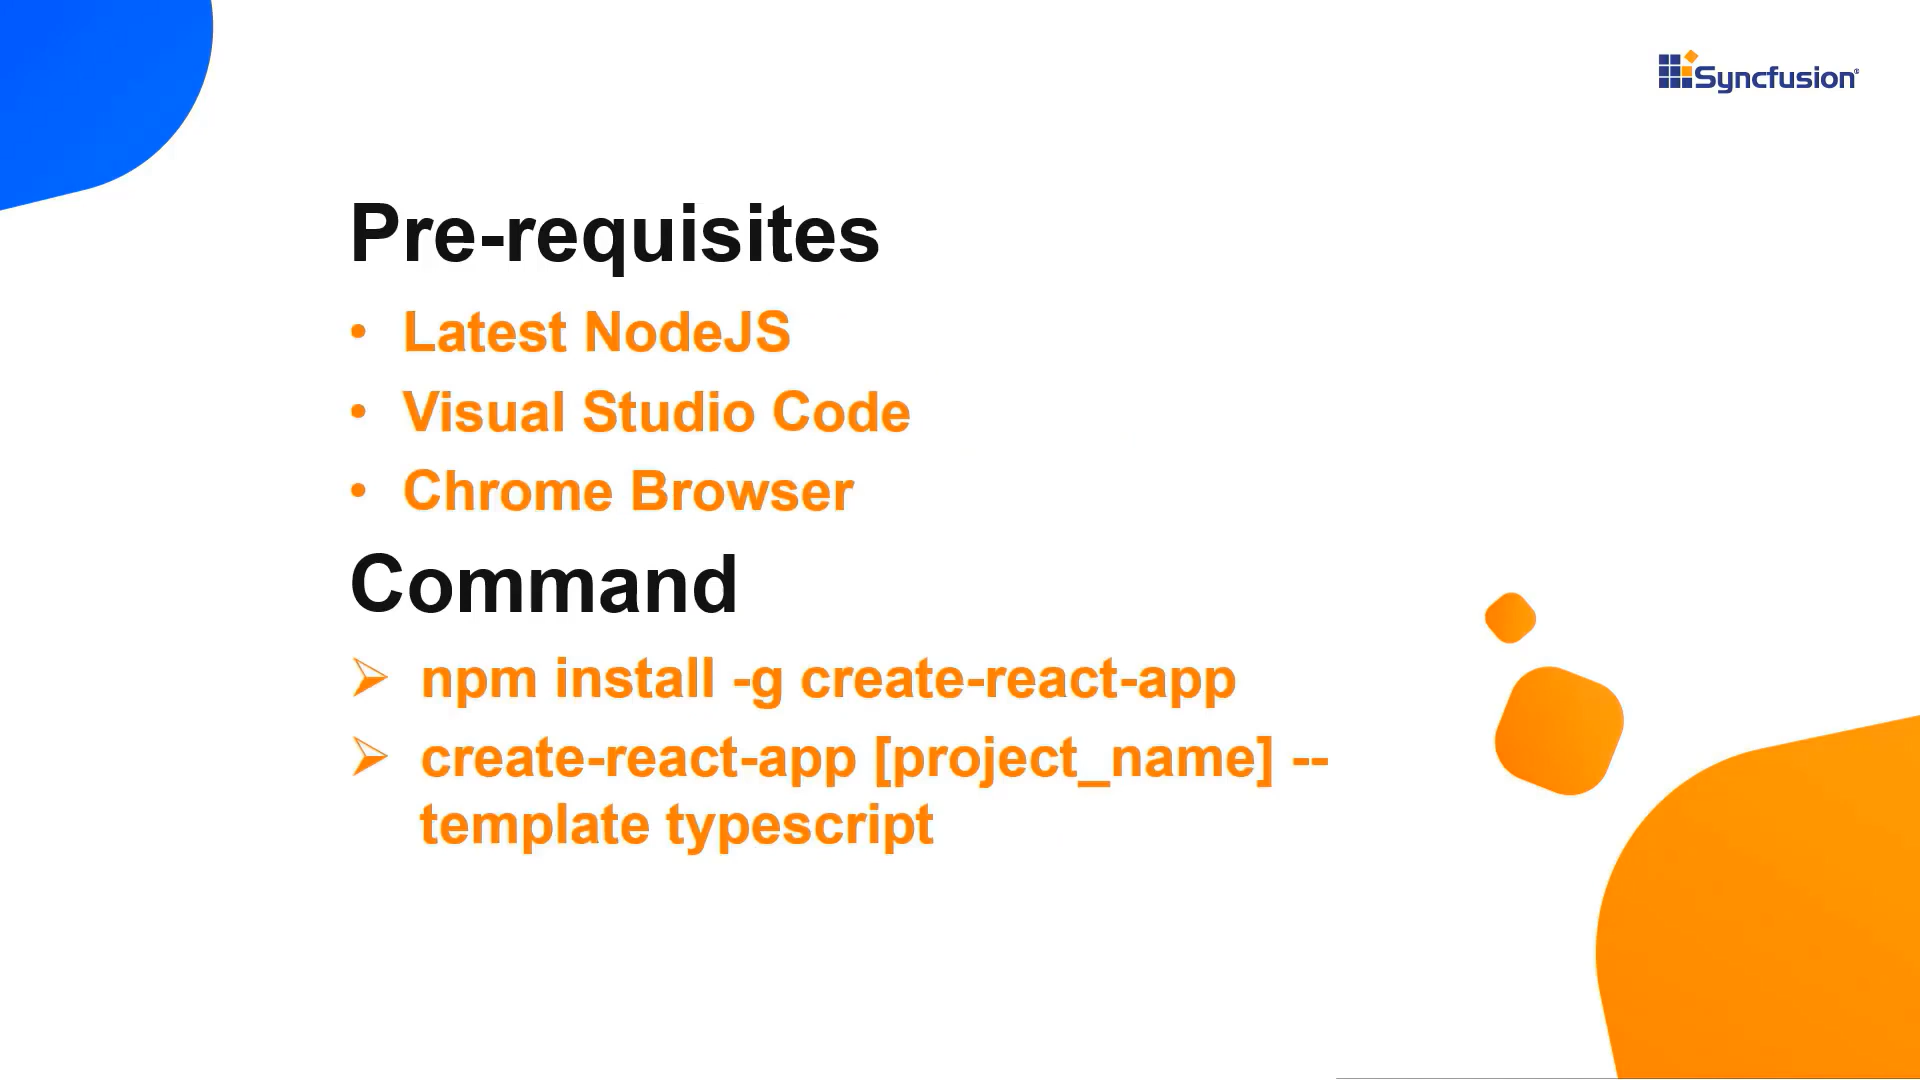 Syncfusion®
Pre-requisites
• Latest NodeJS
• Visual Studio Code
• Chrome Browser
Command
➢ npm install -g create-react-app
➢ create-react-app [project_name] --
template typescript